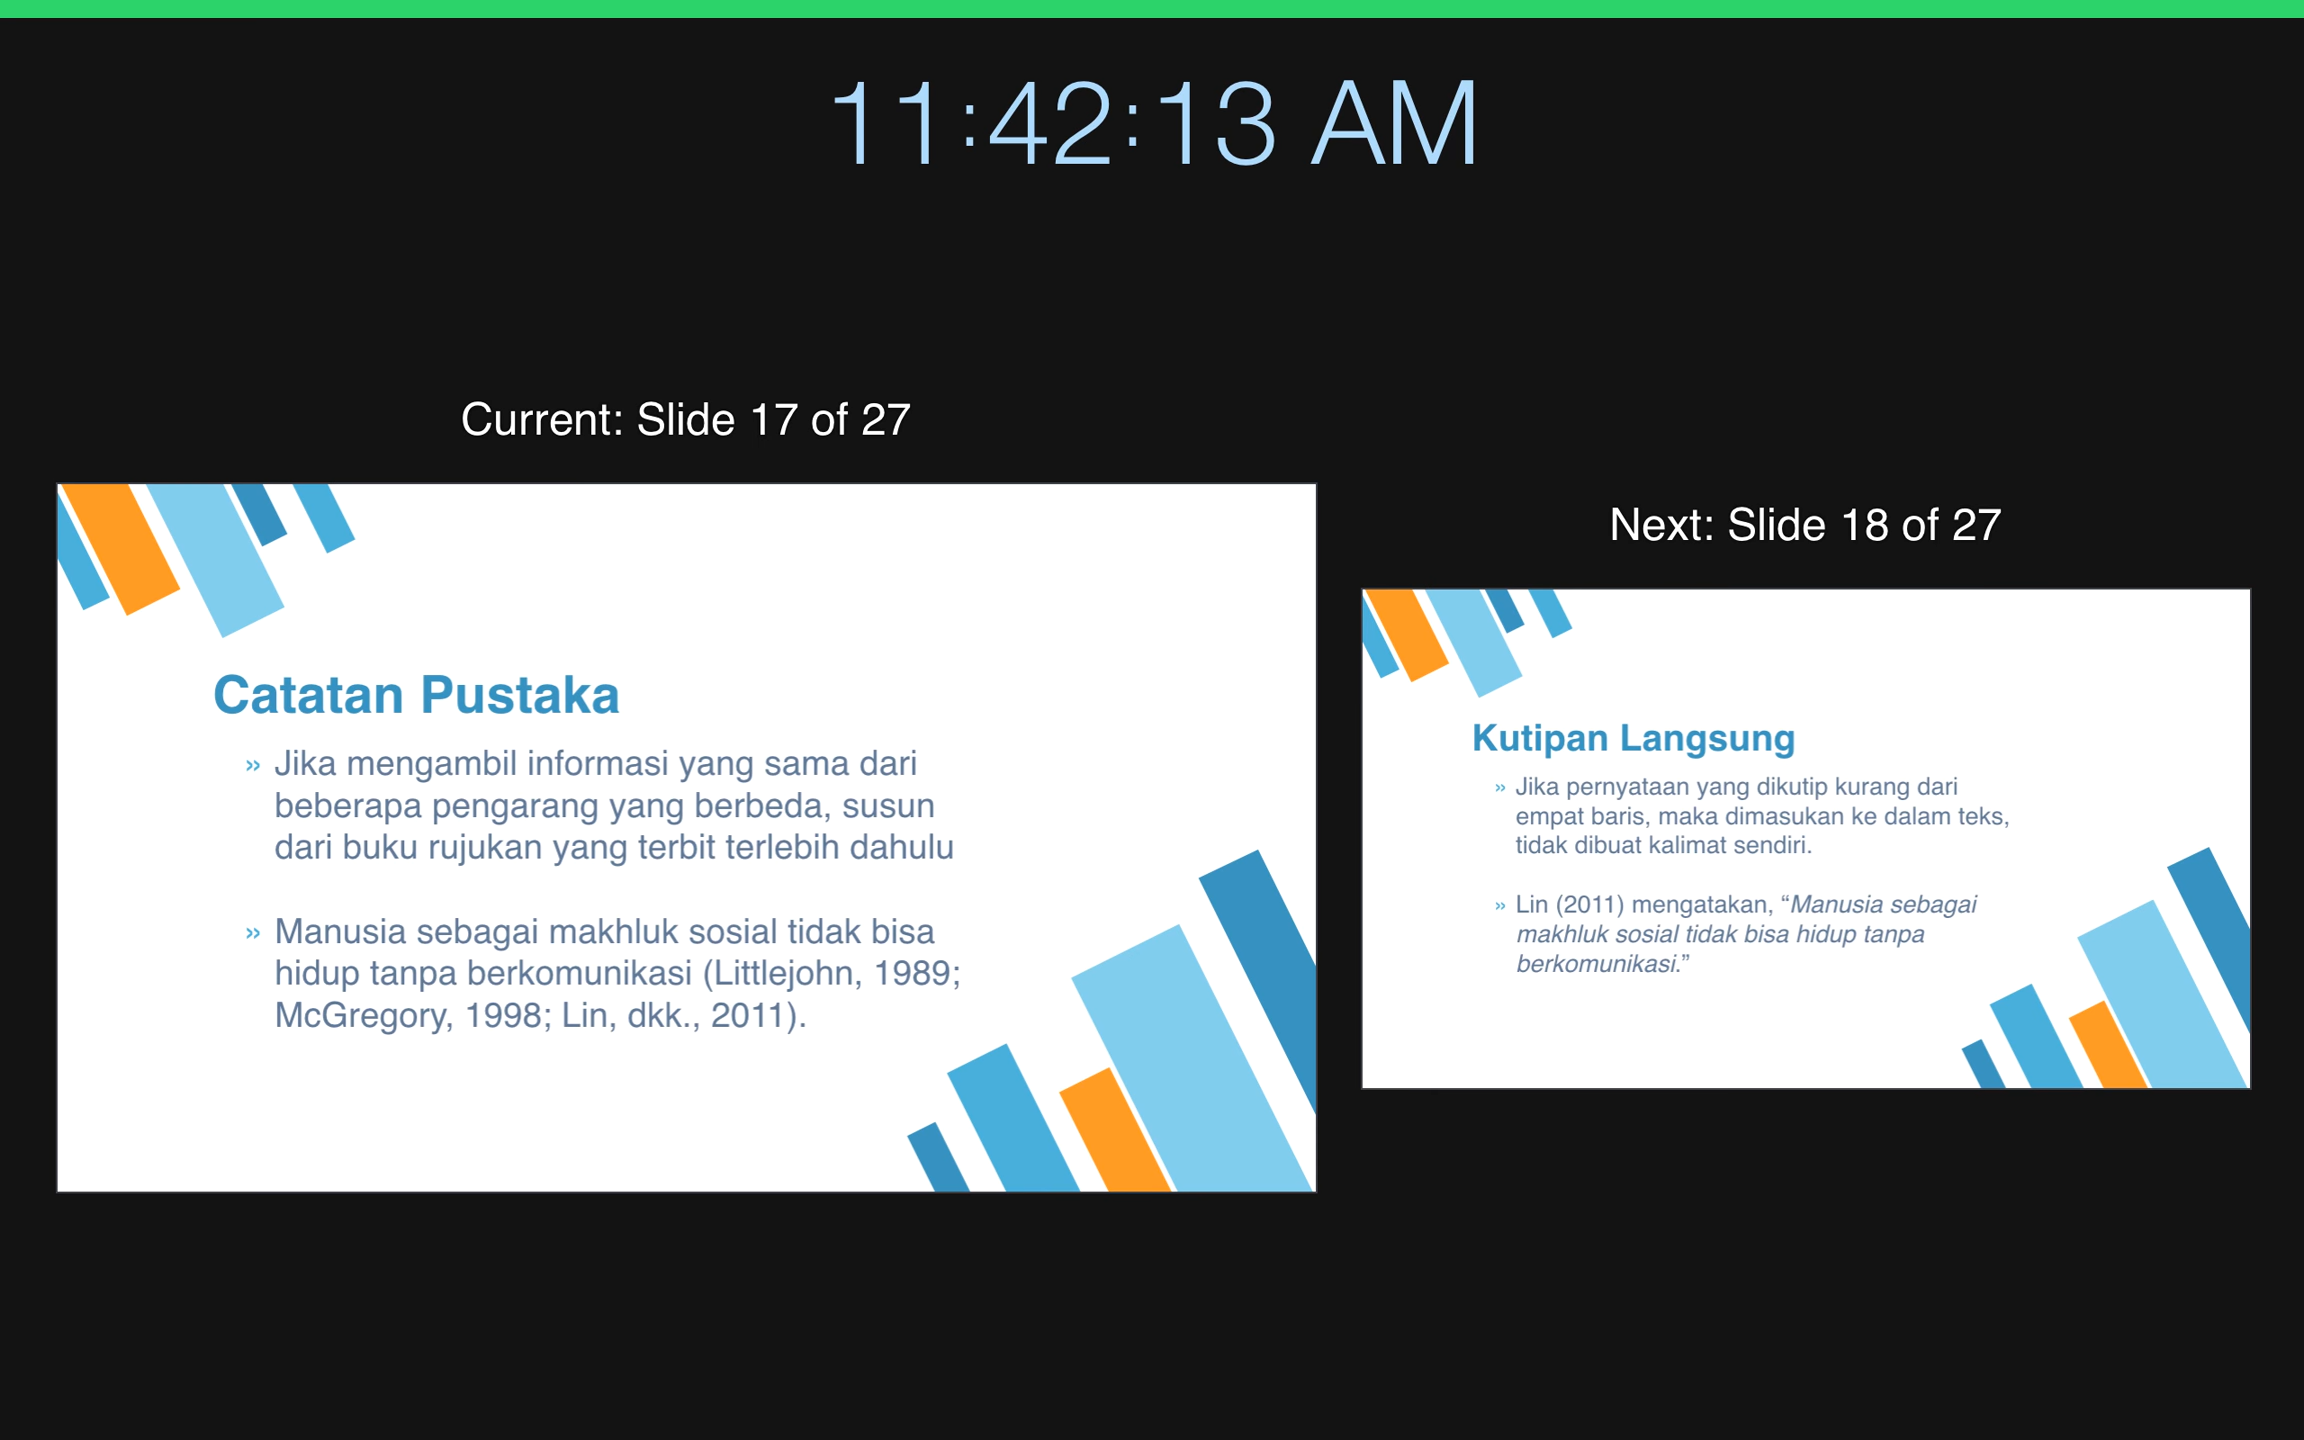 11:42:13 AM
Current: Slide 17 of 27
Catatan Pustaka
» Jika mengambil informasi yang sama dari
beberapa pengarang yang berbeda, susun
dari buku rujukan yang terbit terlebih dahulu
» Manusia sebagai makhluk sosial tidak bisa
hidup tanpa berkomunikasi (Littlejohn, 1989;
McGregory, 1998; Lin, dkk., 2011).
Next: Slide 18 of 27
Kutipan Langsung
» Jika pernyataan yang dikutip kurang dari
empat baris, maka dimasukan ke dalam teks,
tidak dibuat kalimat sendiri.
» Lin (2011) mengatakan, “Manusia sebagai
makhluk sosial tidak bisa hidup tanpa
berkomunikasi.”